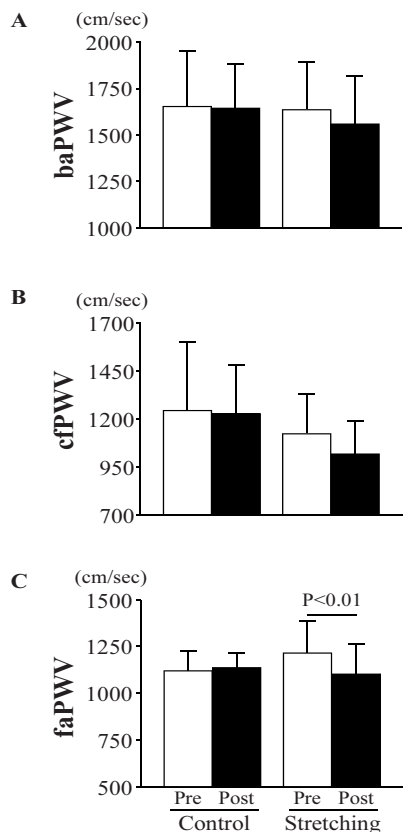 A
(cm/sec)
2000
1750
1500
1250
1000
baPWV
B
(cm/sec)
1700
1450
1200
950
700
cfPWV
C
(cm/sec)
1500
1250
1000
750
500
faPWV
P<0.01
Pre Post Pre Post
Control Stretching